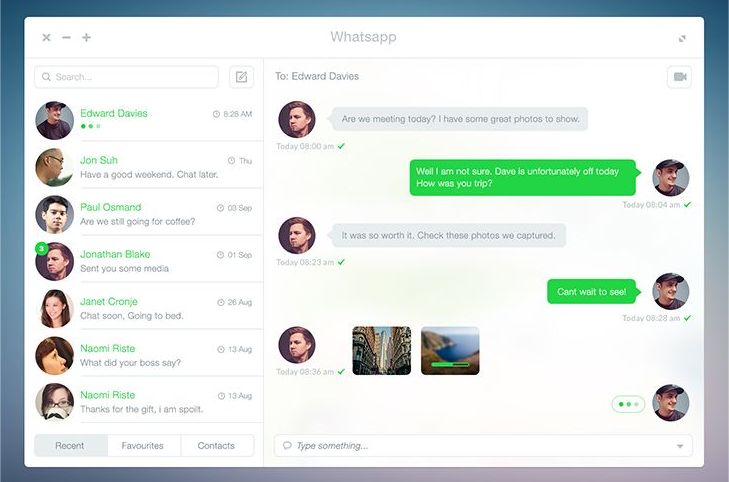 Whatsapp
Search...
Edward Davies
8:28 AM
Jon Suh
Thu
Have a good weekend. Chat later.
Paul Osmand
03 Sep
Are we still going for coffee?
3
Jonathan Blake
01 Sep
Sent you some media
Janet Cronje
26 Aug
Chat soon, Going to bed.
Naomi Riste
13 Aug
What did your boss say?
Naomi Riste
13 Aug
Thanks for the gift, i am spoilt.
Recent
Favourites
Contacts
To: Edward Davies
Are we meeting today? I have some great photos to show.
Today 08:00 am
Well I am not sure. Dave is unfortunately off today
How was you trip?
Today 08:04 am
It was so worth it. Check these photos we captured.
Today 08:23 am
Cant wait to see!
Today 08:28 am
Today 08:36 am
Type something...